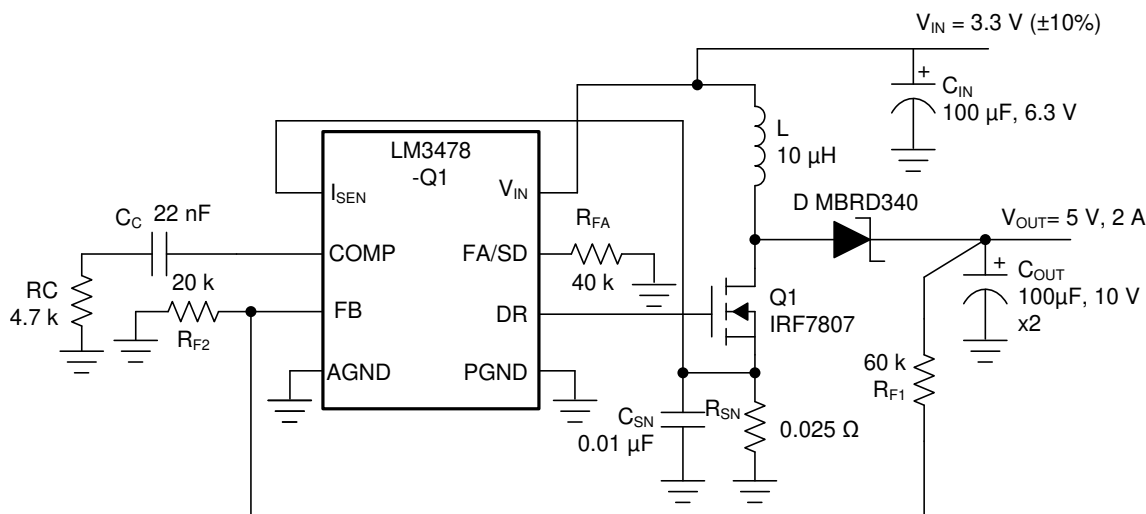 V_IN = 3.3 V (±10%)
C_IN
100 µF, 6.3 V
LM3478
-Q1
I_SEN
V_IN
COMP
FA/SD
FB
DR
AGND
PGND
L
10 µH
D MBRD340
V_OUT= 5 V, 2 A
C_C
22 nF
R_FA
40 k
RC
4.7 k
20 k
R_F2
Q1
IRF7807
C_OUT
100µF, 10 V
x2
60 k
R_F1
C_SN
0.01 µF
R_SN
0.025 Ω